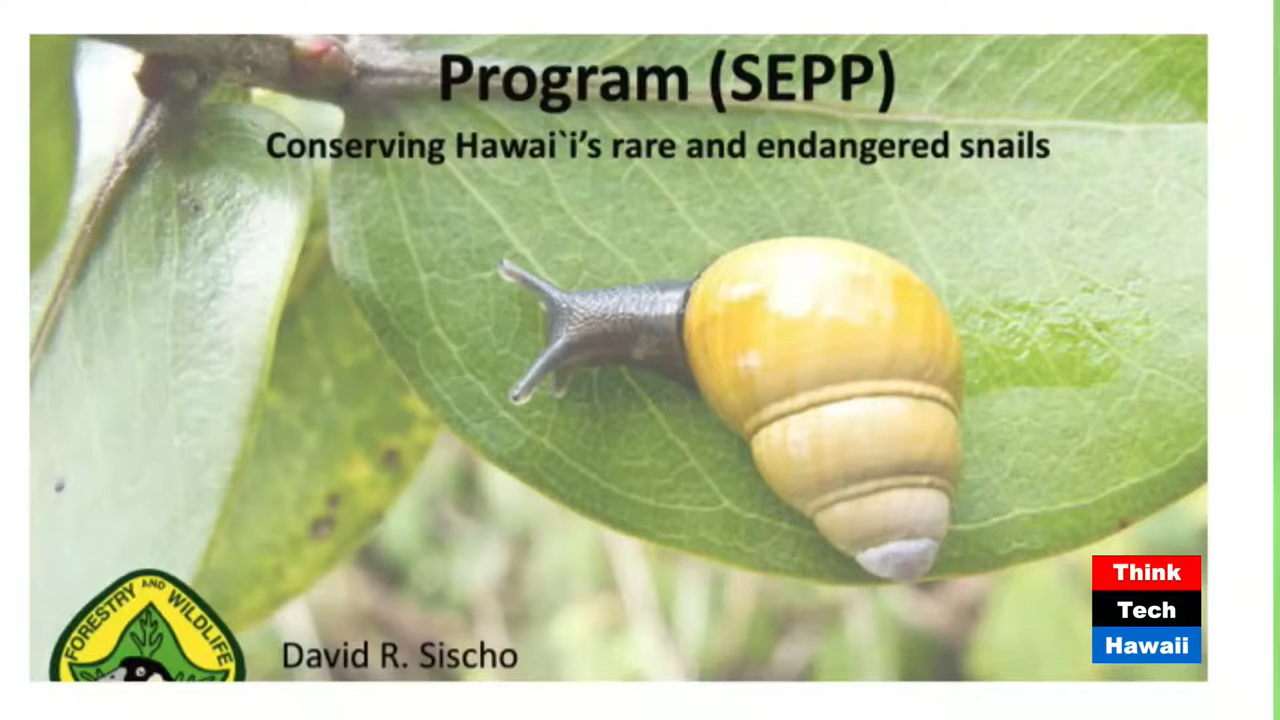 Program (SEPP)
Conserving Hawai`i’s rare and endangered snails
FORESTRY AND WILDLIFE
David R. Sischo
Think
Tech
Hawaii